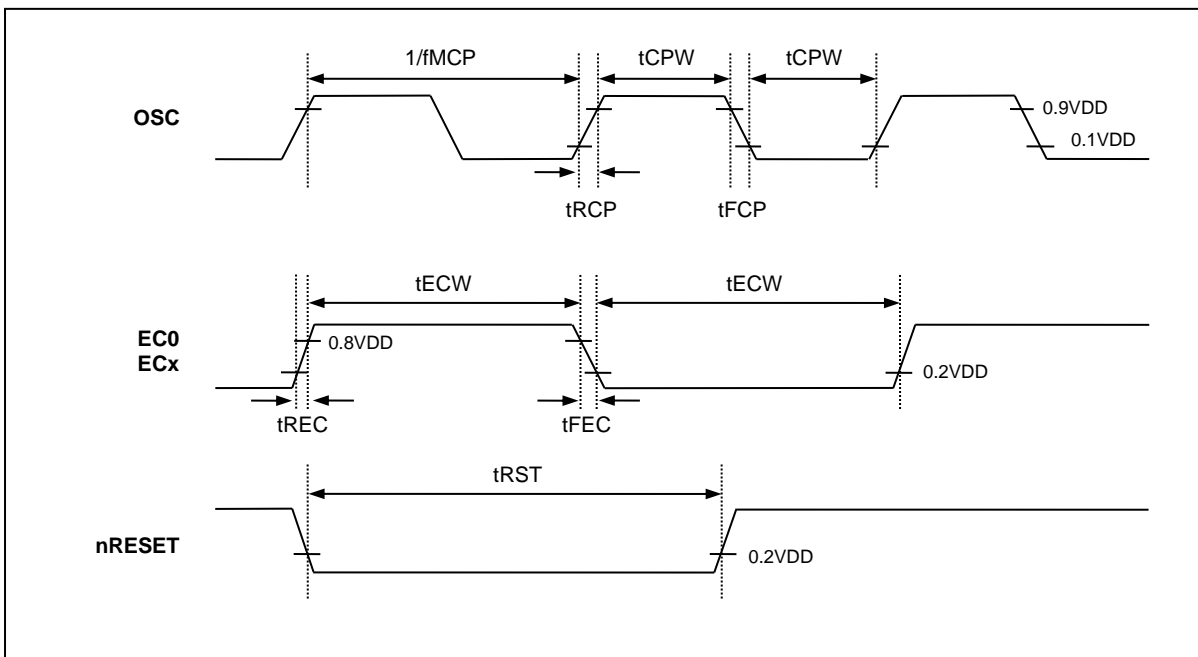 1/fMCP
tCPW
tCPW
OSC
0.9VDD
0.1VDD
tRCP
tFCP
tECW
tECW
EC0
ECx
0.8VDD
0.2VDD
tREC
tFEC
tRST
nRESET
0.2VDD